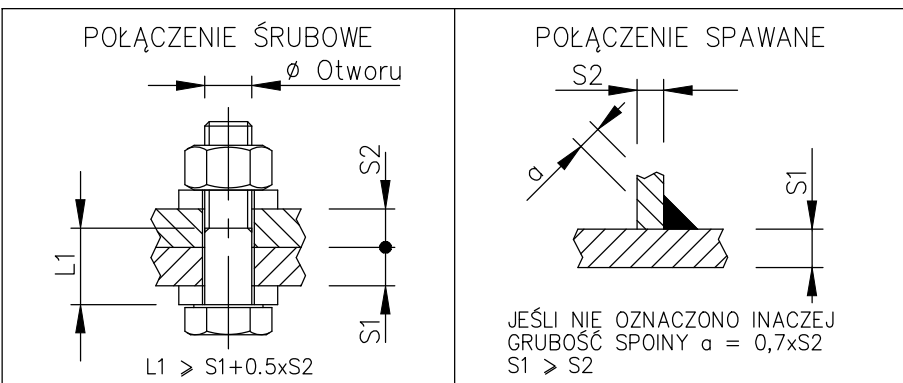 POŁĄCZENIE ŚRUBOWE
Ø Otworu
S2
L1
S1
L1 ⩾ S1+0.5xS2
POŁĄCZENIE SPAWANE
S2
a
S1
JEŚLI NIE OZNACZONO INACZEJ
GRUBOŚĆ SPOINY a = 0,7xS2
S1 ⩾ S2